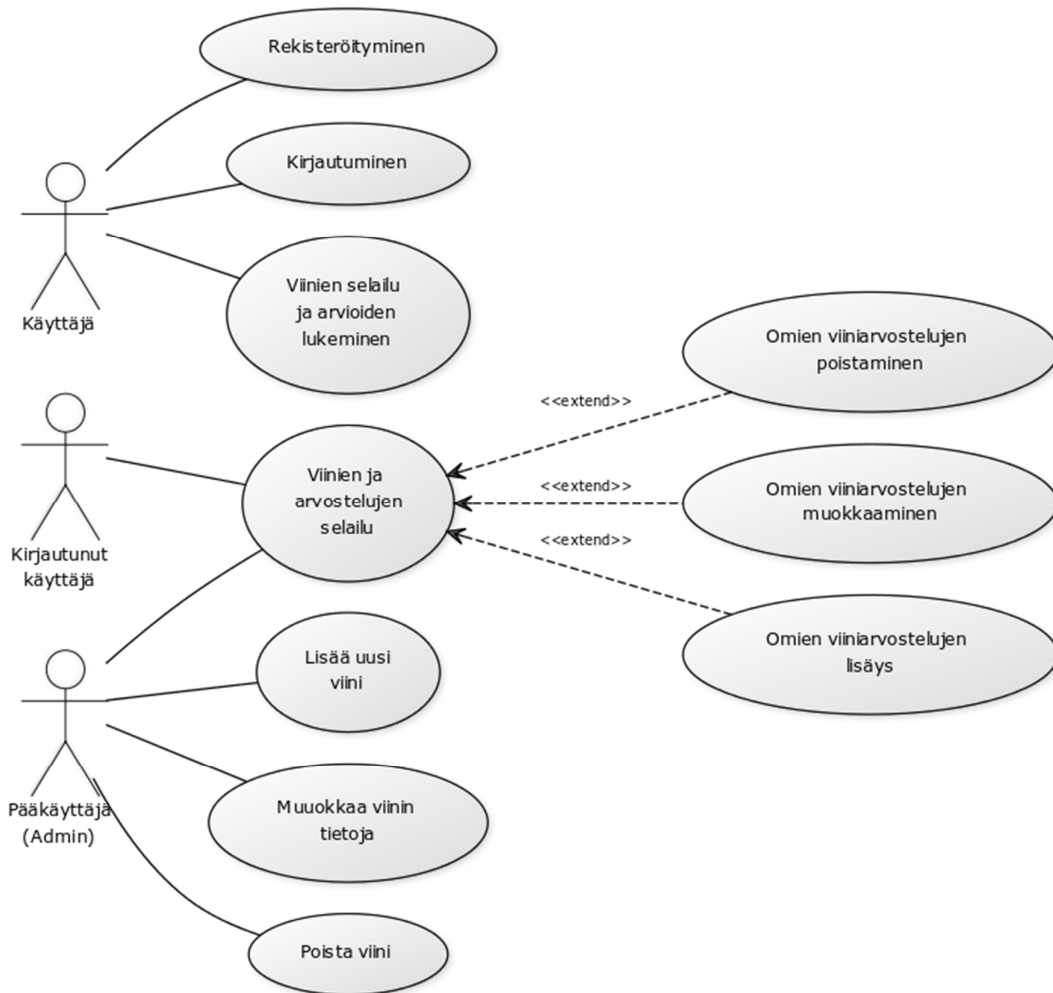 Rekisteröityminen
Kirjautuminen
Viinien selailu
ja arvioiden
lukeminen
Käyttäjä
Omien viiniarvostelujen
poistaminen
<<extend>>
Viinien ja
arvostelujen
selailu
<<extend>>
Omien viiniarvostelujen
muokkaaminen
<<extend>>
Kirjautunut
käyttäjä
Omien viiniarvostelujen
lisäys
Lisää uusi
viini
Pääkäyttäjä
(Admin)
Muuokkaa viinin
tietoja
Poista viini